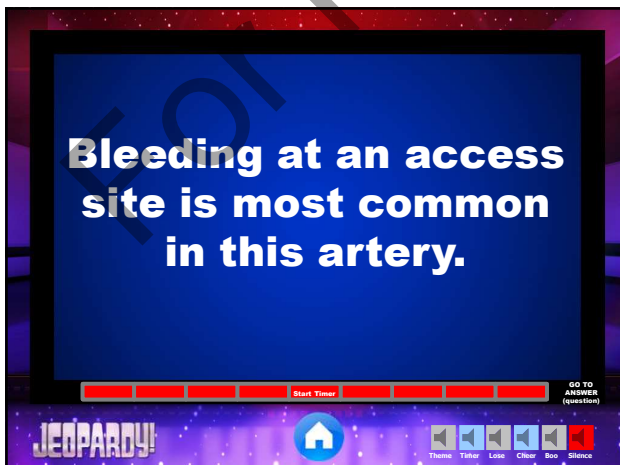 Bleeding at an access
site is most common
in this artery.
Start Timer
GO TO
ANSWER
(question)
JEOPARDY!
Theme Tinher Lose Cheer Boo Silence